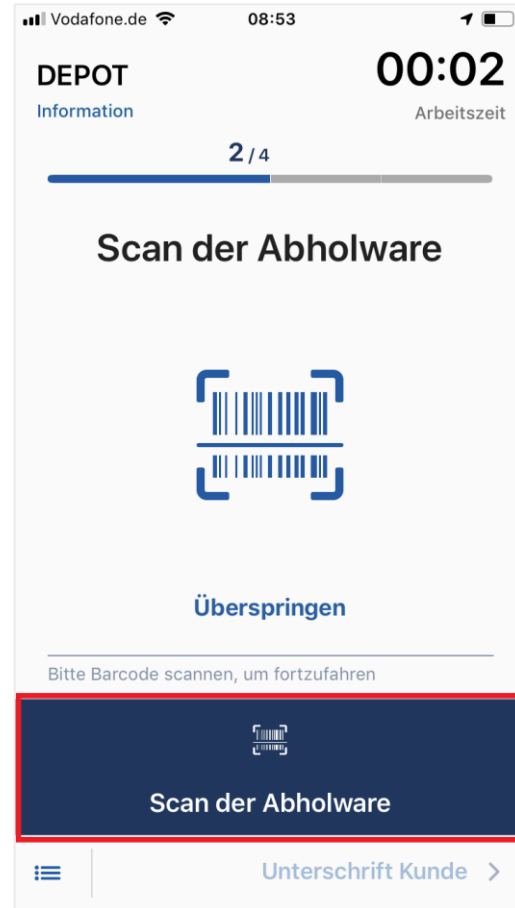 Vodafone.de 08:53
DEPOT 00:02
Information Arbeitszeit
2/4
Scan der Abholware
Überspringen
Bitte Barcode scannen, um fortzufahren
Scan der Abholware
Unterschrift Kunde